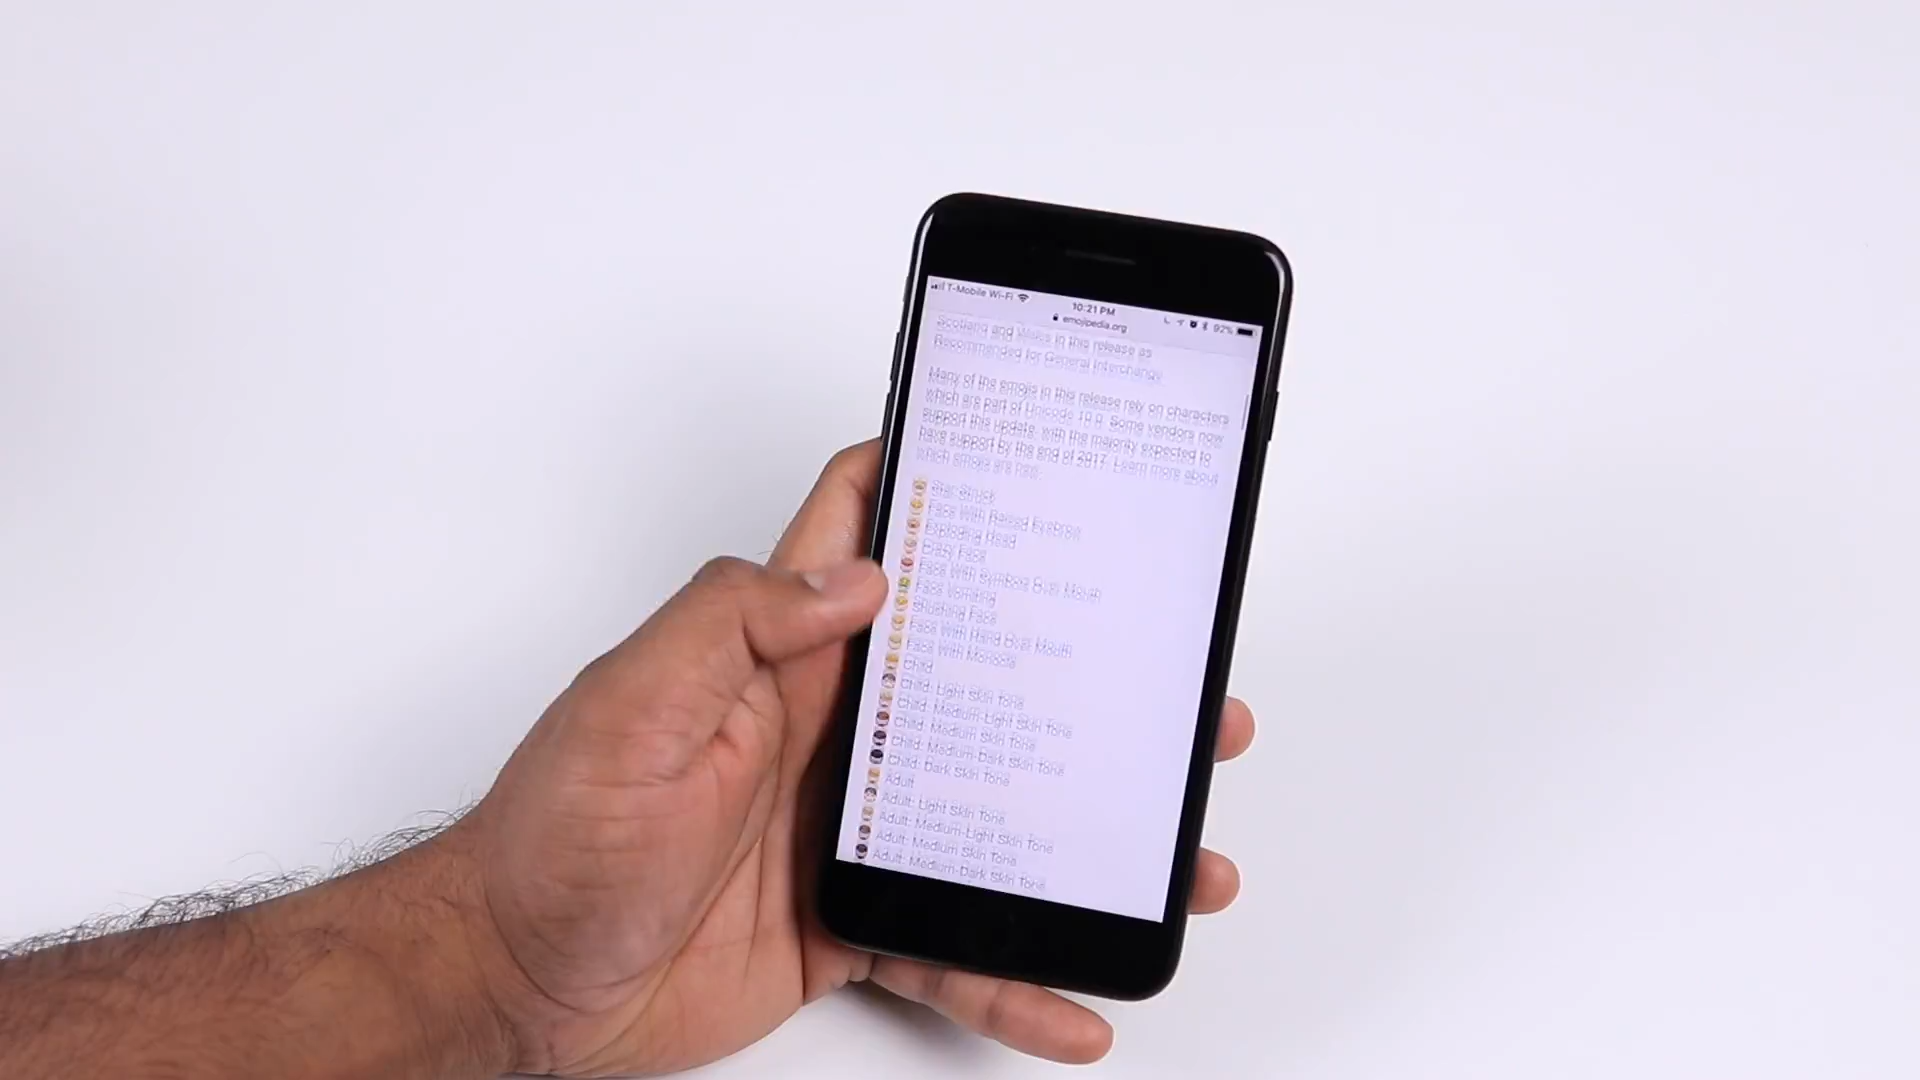 T-Mobile Wi-Fi
10:21 PM
92%
emojipedia.org
Scotland and Wales in this release as
Recommended for General Interchange.
Many of the emojis in this release rely on characters
which are part of Unicode 10.0. Some vendors now
support this update, with the majority expected to
have support by the end of 2017. Learn more about
which emojis are new.
Star-Struck
Face With Raised Eyebrow
Exploding Head
Crazy Face
Face With Symbols Over Mouth
Face Vomiting
Shushing Face
Face With Hand Over Mouth
Face With Monocle
Child
Child: Light Skin Tone
Child: Medium-Light Skin Tone
Child: Medium Skin Tone
Child: Medium-Dark Skin Tone
Child: Dark Skin Tone
Adult
Adult: Light Skin Tone
Adult: Medium-Light Skin Tone
Adult: Medium Skin Tone
Adult: Medium-Dark Skin Tone